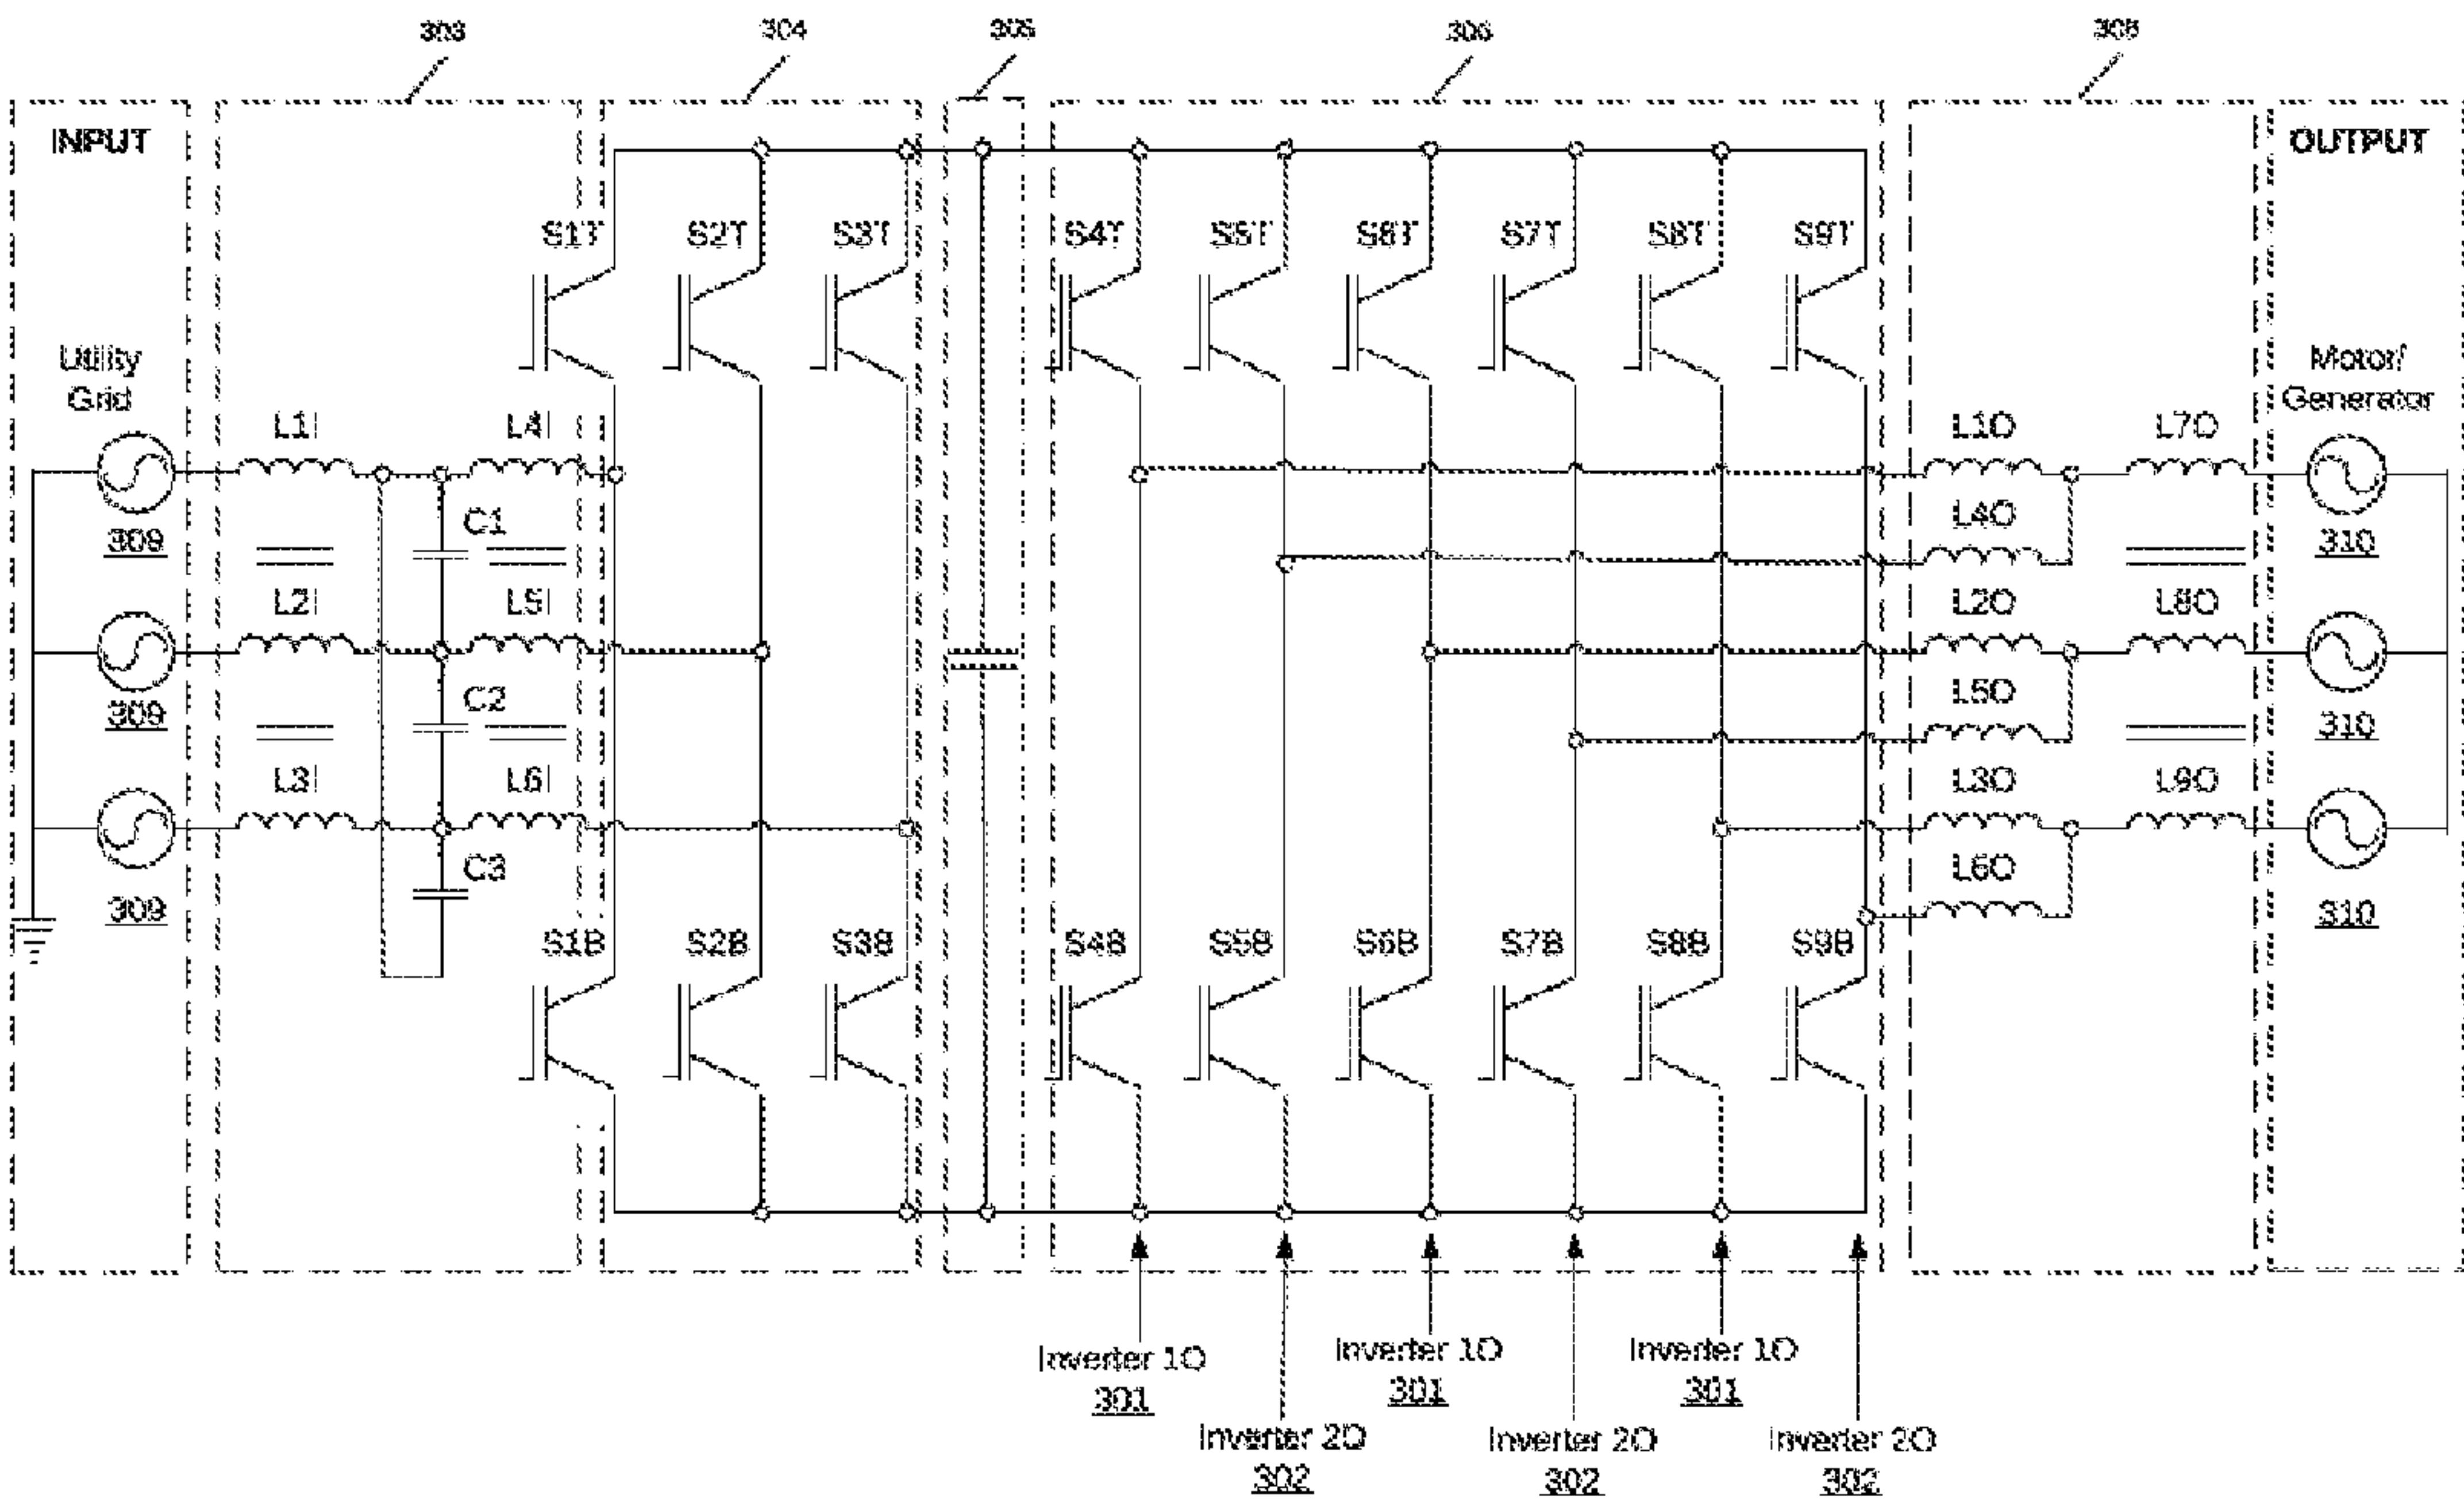 303 304 305 306 308
INPUT OUTPUT
S1T S2T S3T S4T S5T S6T S7T S8T S9T
Utility
Grid
Motor/
Generator
L1I L4I L1O L7O
309 C1 L4O 310
L2I L5I L2O L8O
309 C2 L5O 310
L3I L6I L3O L9O
309 C3 L6O 310
S1B S2B S3B S4B S5B S6B S7B S8B S9B
Inverter 1O Inverter 1O Inverter 1O
301 301 301
Inverter 2O Inverter 2O Inverter 2O
302 302 302